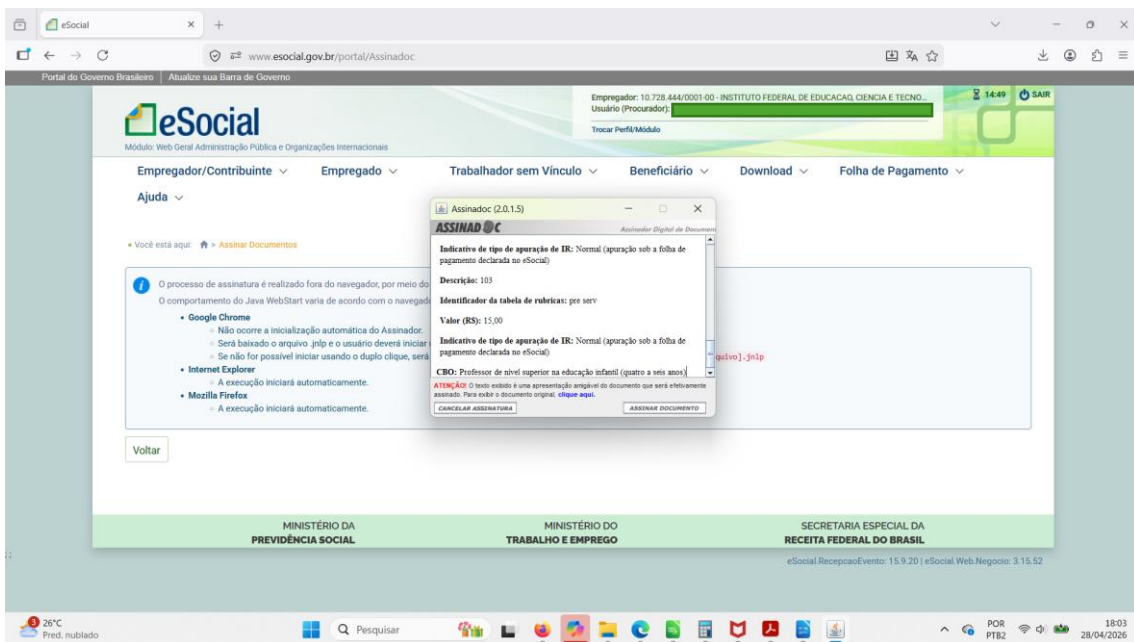 eSocial
www.esocial.gov.br/portal/Assinadoc
Portal do Governo Brasileiro | Atualize sua Barra de Governo
eSocial
Módulo: Web Geral Administração Pública e Organizações Internacionais
Empregador: 10.728.444/0001-00 - INSTITUTO FEDERAL DE EDUCACAO, CIENCIA E TECNO...
Usuário (Procurador):
Trocar Perfil/Módulo
14:49 SAIR
Empregador/Contribuinte Empregado Trabalhador sem Vínculo Beneficiário Download Folha de Pagamento
Ajuda
Você está aqui: > Assinar Documentos
O processo de assinatura é realizado fora do navegador, por meio do
O comportamento do Java WebStart varia de acordo com o navegad
Google Chrome
Não ocorre a inicialização automática do Assinador.
Será baixado o arquivo .jnlp e o usuário deverá iniciar
Se não for possível iniciar usando o duplo clique, será
quivo].jnlp
Internet Explorer
A execução iniciará automaticamente.
Mozilla Firefox
A execução iniciará automaticamente.
Assinadoc (2.0.1.5)
ASSINADOC Assinador Digital de Document
Indicativo de tipo de apuração de IR: Normal (apuração sob a folha de
pagamento declarada no eSocial)
Descrição: 103
Identificador da tabela de rubricas: pre serv
Valor (R$): 15,00
Indicativo de tipo de apuração de IR: Normal (apuração sob a folha de
pagamento declarada no eSocial)
CBO: Professor de nível superior na educação infantil (quatro a seis anos)
ATENÇÃO! O texto exibido é uma apresentação amigável do documento que será efetivamente
assinado. Para exibir o documento original, clique aqui.
CANCELAR ASSINATURA ASSINAR DOCUMENTO
Voltar
MINISTÉRIO DA
PREVIDÊNCIA SOCIAL
MINISTÉRIO DO
TRABALHO E EMPREGO
SECRETARIA ESPECIAL DA
RECEITA FEDERAL DO BRASIL
eSocial.RecepcaoEvento: 15.9.20 | eSocial.Web.Negocio: 3.15.52
3
26°C
Pred. nublado
Pesquisar
POR
PTB2
18:03
28/04/2026